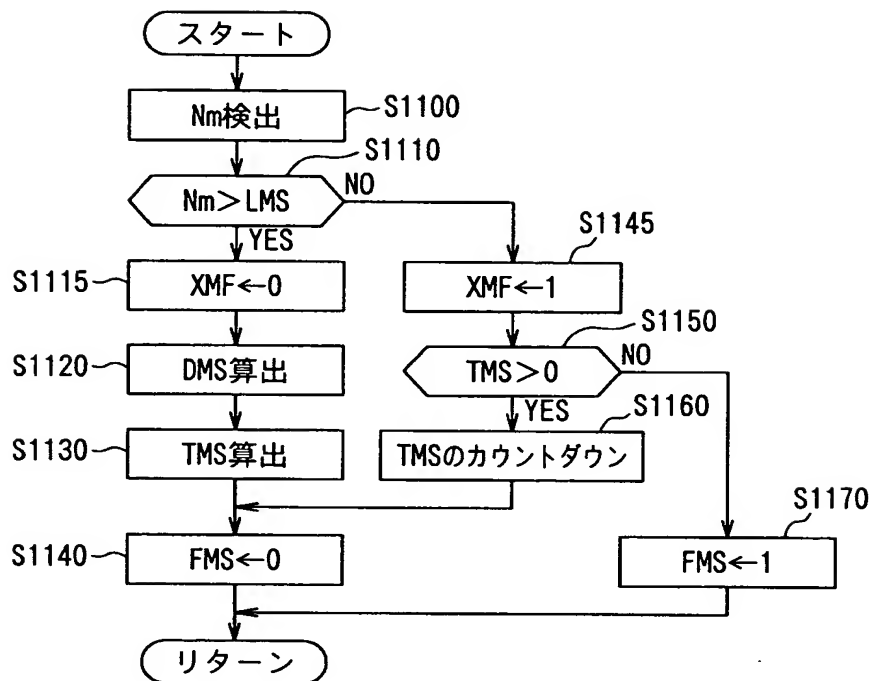 スタート
Nm検出
S1100
S1110
Nm>LMS
NO
YES
S1145
S1115
XMF←0
XMF←1
S1150
S1120
DMS算出
TMS>0
NO
YES
S1160
S1130
TMS算出
TMSのカウントダウン
S1170
S1140
FMS←0
FMS←1
リターン